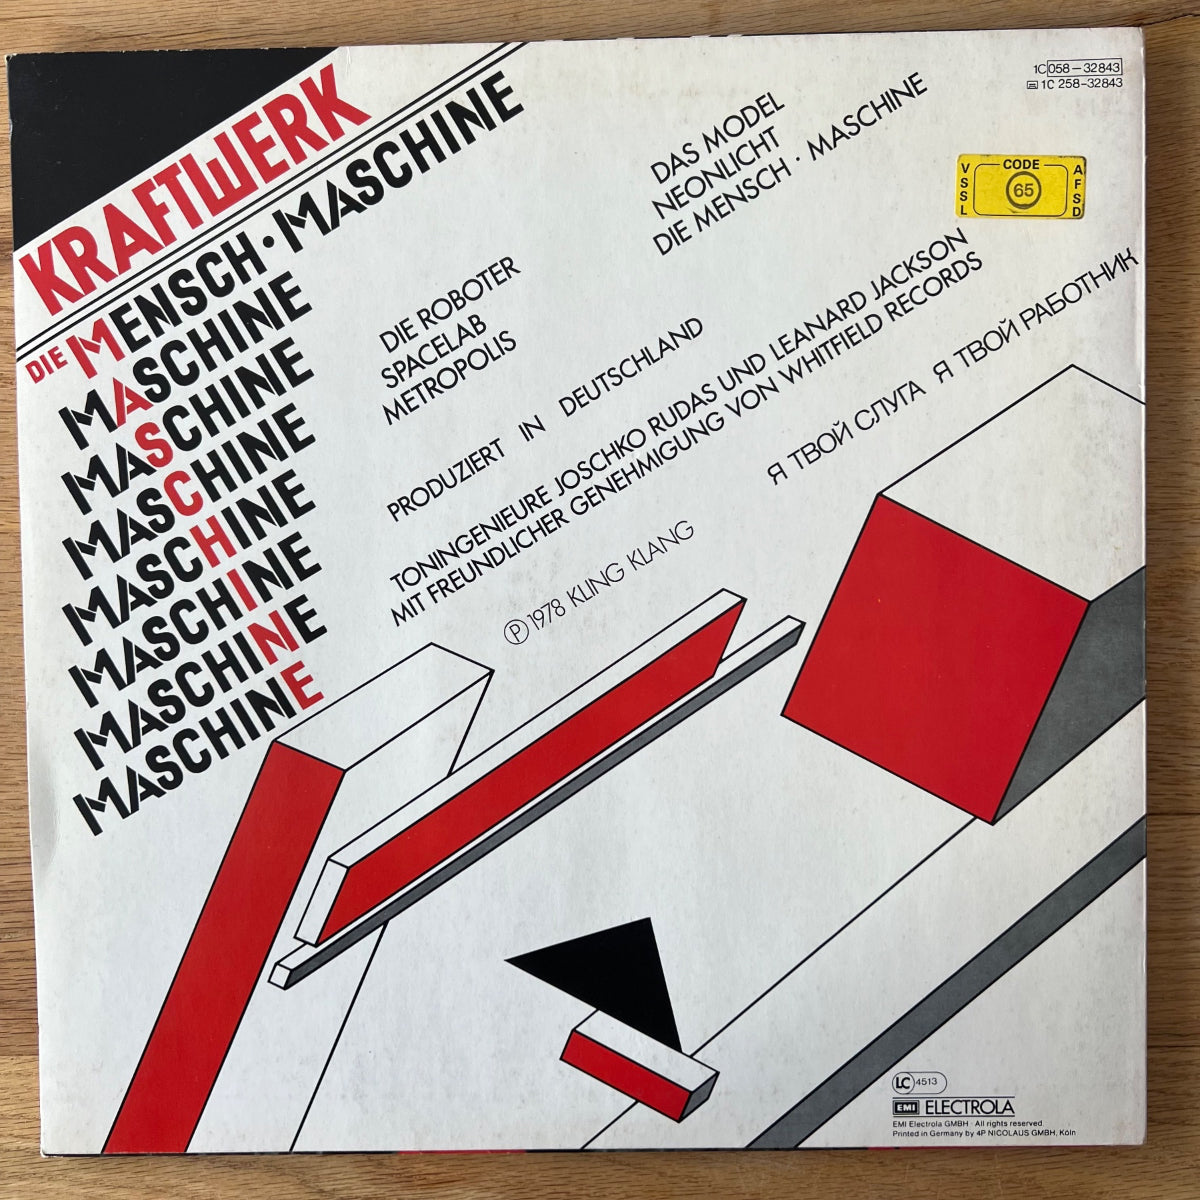 KRAFTWERK
DIE MENSCH·MASCHINE
MASCHINE
MASCHINE
MASCHINE
MASCHINE
MASCHINE
MASCHINE
MASCHINE
DIE ROBOTER
SPACELAB
METROPOLIS
DAS MODEL
NEONLICHT
DIE MENSCH · MASCHINE
PRODUZIERT IN DEUTSCHLAND
TONINGENIEURE JOSCHKO RUDAS UND LEANARD JACKSON
MIT FREUNDLICHER GENEHMIGUNG VON WHITFIELD RECORDS
Ⓟ 1978 KLING KLANG
Я ТВОЙ СЛУГА Я ТВОЙ РАБОТНИК
1C 058-32843
1C 258-32843
VSSL CODE 65 AFSD
LC 4513
EMI ELECTROLA
EMI Electrola GMBH · All rights reserved.
Printed in Germany by 4P NICOLAUS GMBH, Köln